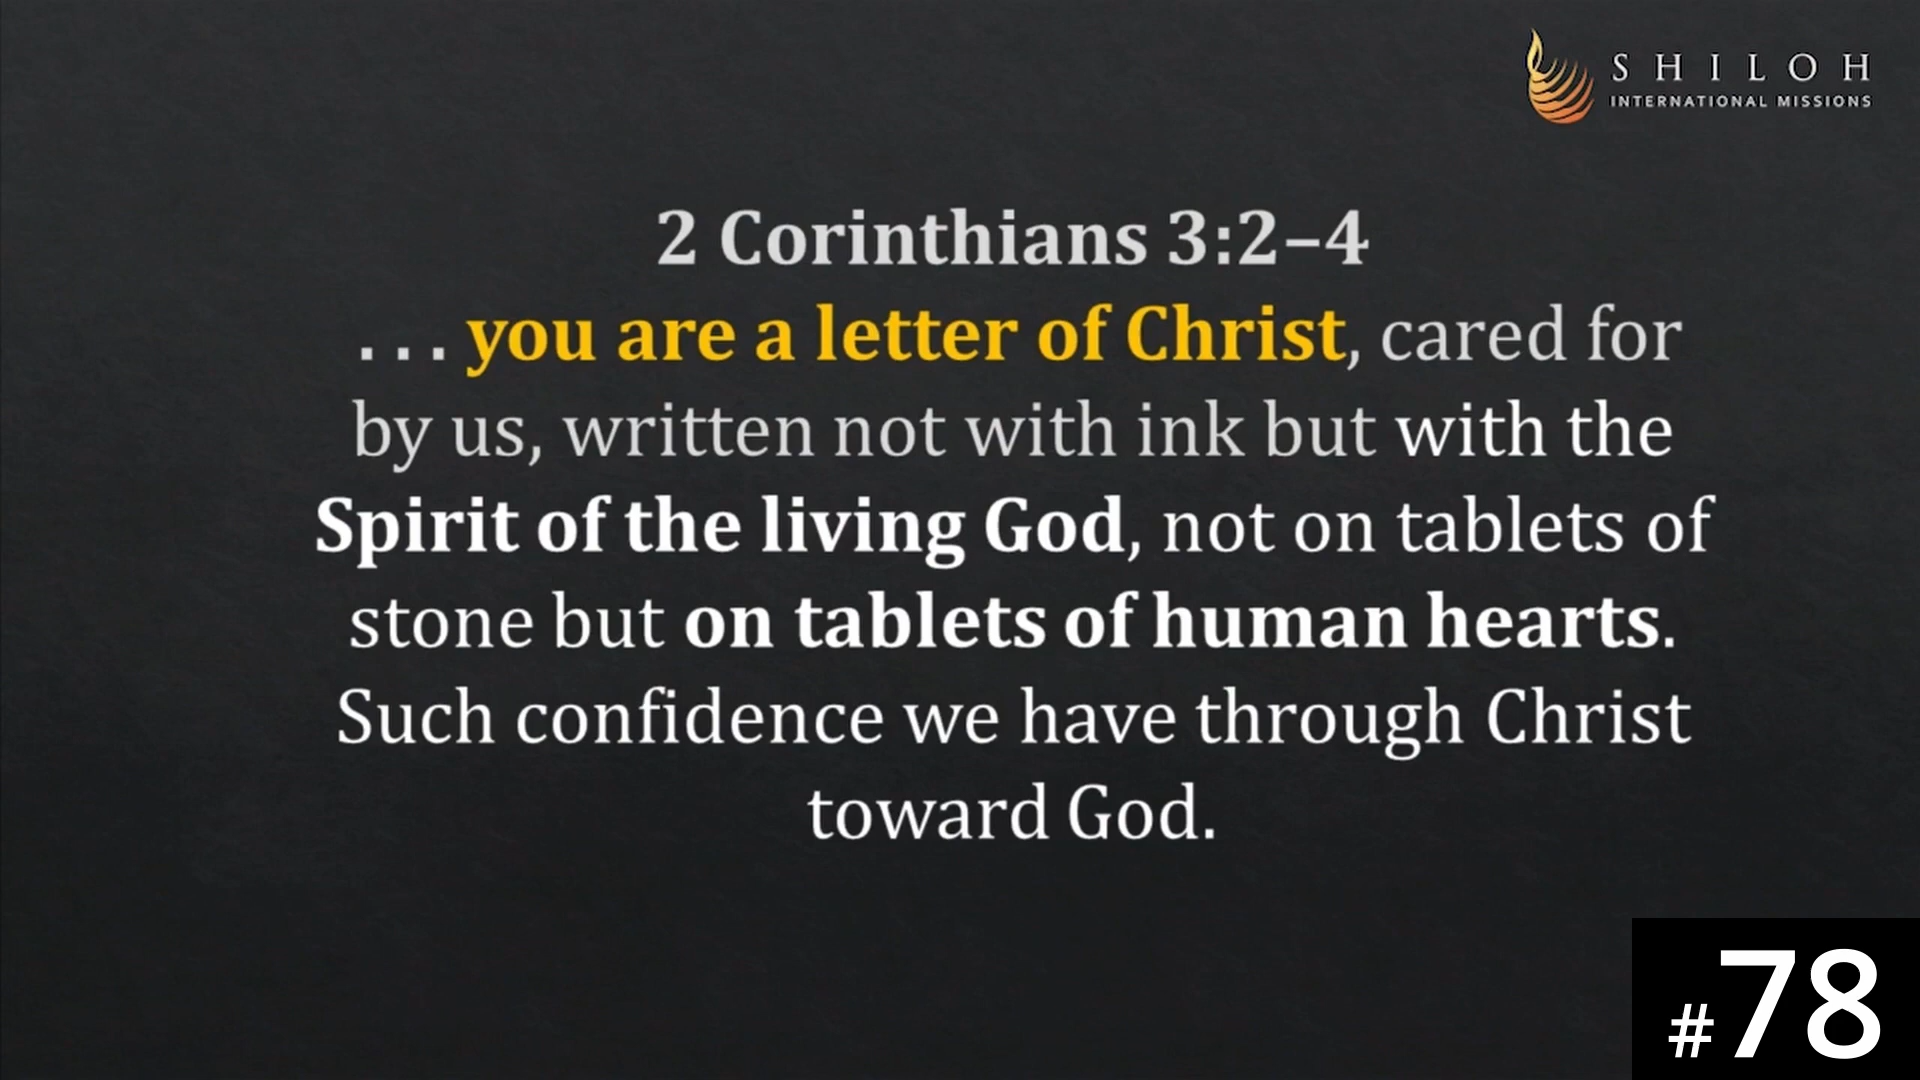 SHILOH
INTERNATIONAL MISSIONS
2 Corinthians 3:2–4
. . . you are a letter of Christ, cared for
by us, written not with ink but with the
Spirit of the living God, not on tablets of
stone but on tablets of human hearts.
Such confidence we have through Christ
toward God.
#78